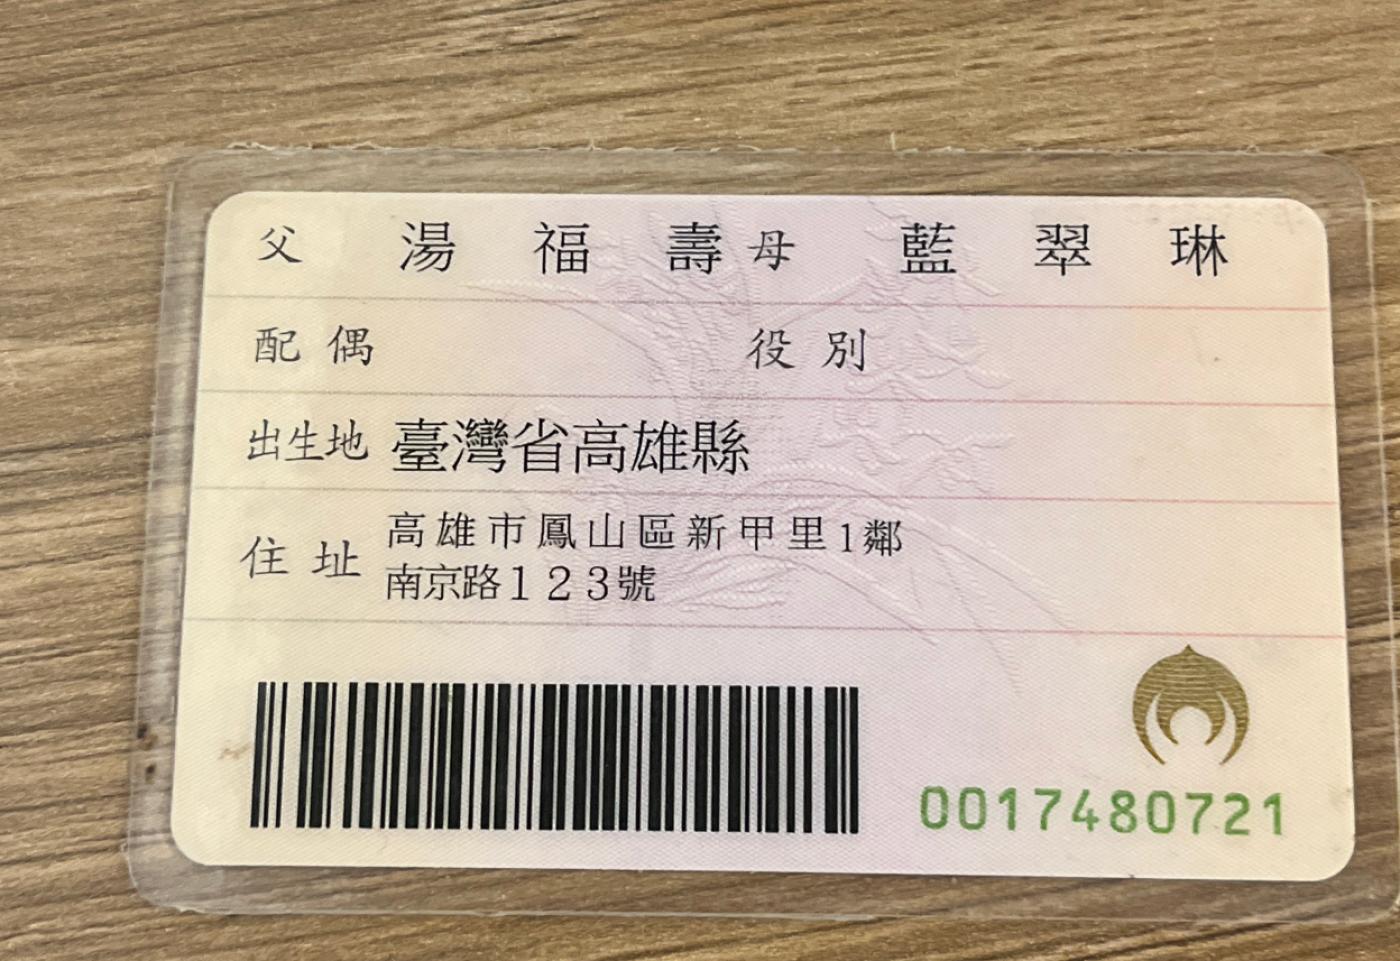 父 湯福壽 母 藍翠琳
配偶 役別
出生地 臺灣省高雄縣
住址 高雄市鳳山區新甲里1鄰
南京路123號
0017480721